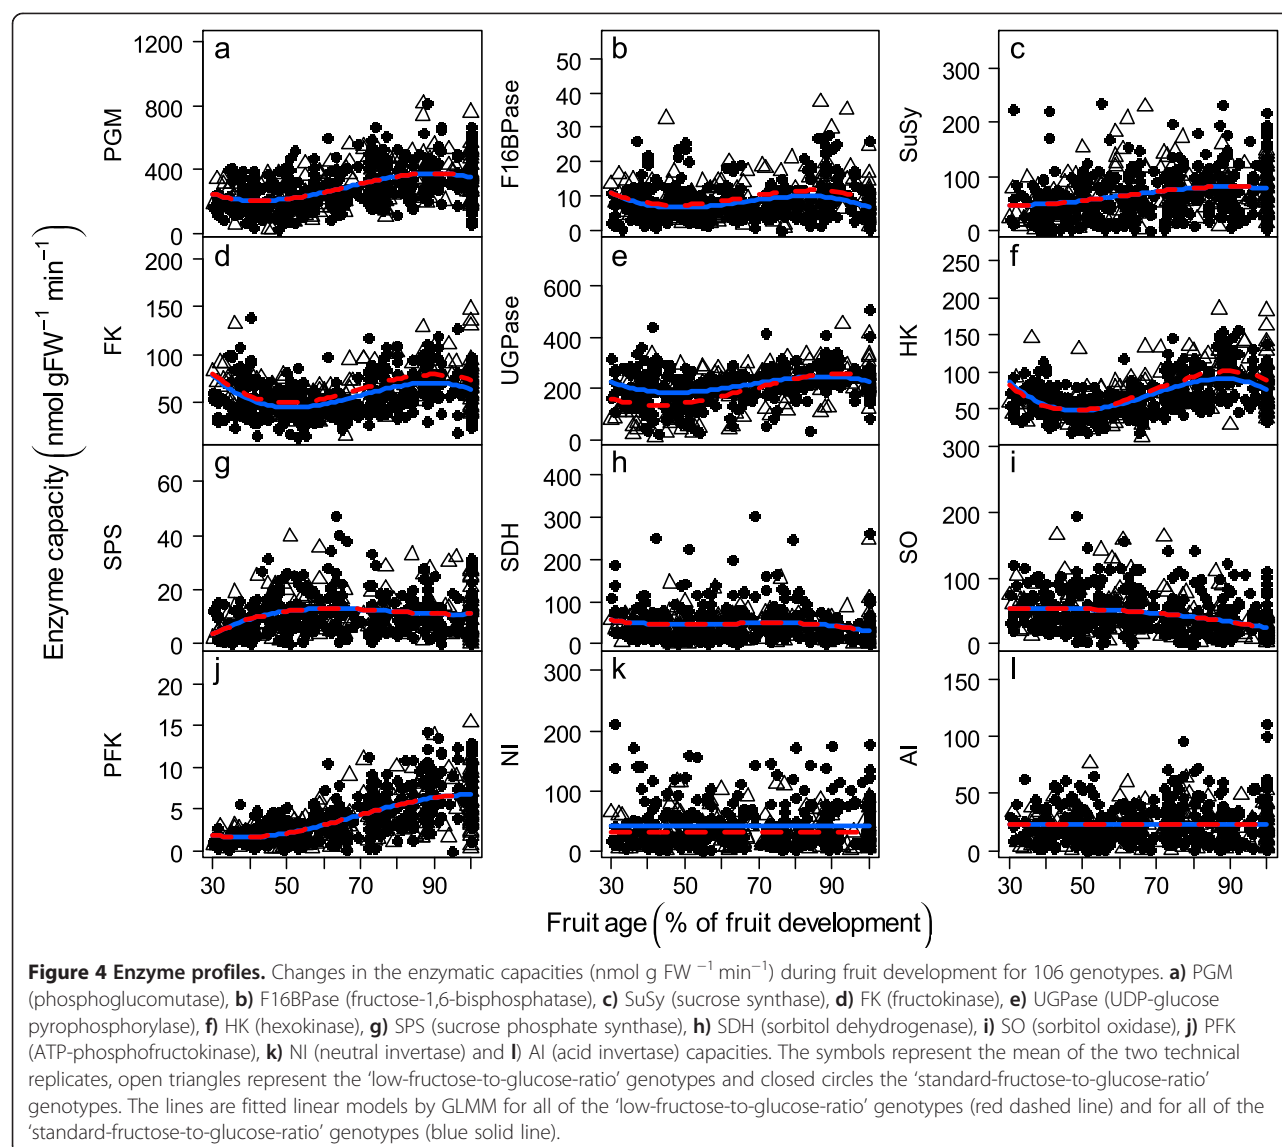 a
b
c
1200
800
400
0
PGM
50
40
30
20
10
0
F16BPase
300
200
100
0
SuSy
d
e
f
200
150
100
50
FK
600
400
200
0
UGPase
250
200
150
100
50
0
HK
g
h
i
60
40
20
0
SPS
400
300
200
100
0
SDH
300
200
100
0
SO
j
k
l
20
15
10
5
0
PFK
300
200
100
0
NI
150
100
50
0
AI
30 50 70 90
30 50 70 90
30 50 70 90
Enzyme capacity (nmol gFW⁻¹ min⁻¹)
Fruit age (% of fruit development)
Figure 4 Enzyme profiles. Changes in the enzymatic capacities (nmol g FW ⁻¹ min⁻¹) during fruit development for 106 genotypes. a) PGM
(phosphoglucomutase), b) F16BPase (fructose-1,6-bisphosphatase), c) SuSy (sucrose synthase), d) FK (fructokinase), e) UGPase (UDP-glucose
pyrophosphorylase), f) HK (hexokinase), g) SPS (sucrose phosphate synthase), h) SDH (sorbitol dehydrogenase), i) SO (sorbitol oxidase), j) PFK
(ATP-phosphofructokinase), k) NI (neutral invertase) and l) AI (acid invertase) capacities. The symbols represent the mean of the two technical
replicates, open triangles represent the ‘low-fructose-to-glucose-ratio’ genotypes and closed circles the ‘standard-fructose-to-glucose-ratio’
genotypes. The lines are fitted linear models by GLMM for all of the ‘low-fructose-to-glucose-ratio’ genotypes (red dashed line) and for all of the
‘standard-fructose-to-glucose-ratio’ genotypes (blue solid line).